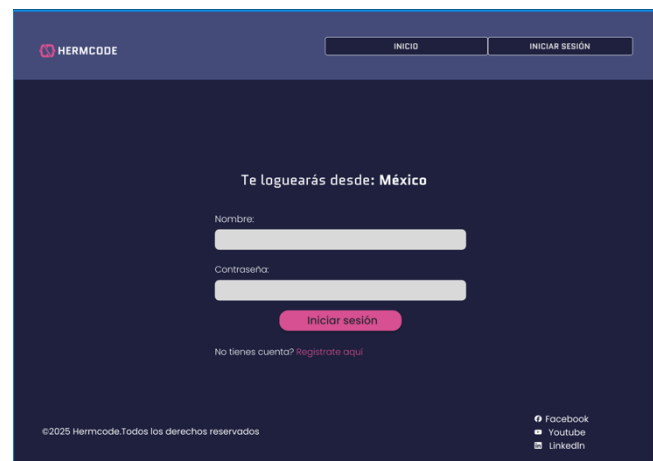 HERMCODE
INICIO
INICIAR SESIÓN
Te loguearás desde: México
Nombre:
Contraseña:
Iniciar sesión
No tienes cuenta? Registrate aquí
©2025 Hermcode.Todos los derechos reservados
Facebook
Youtube
LinkedIn